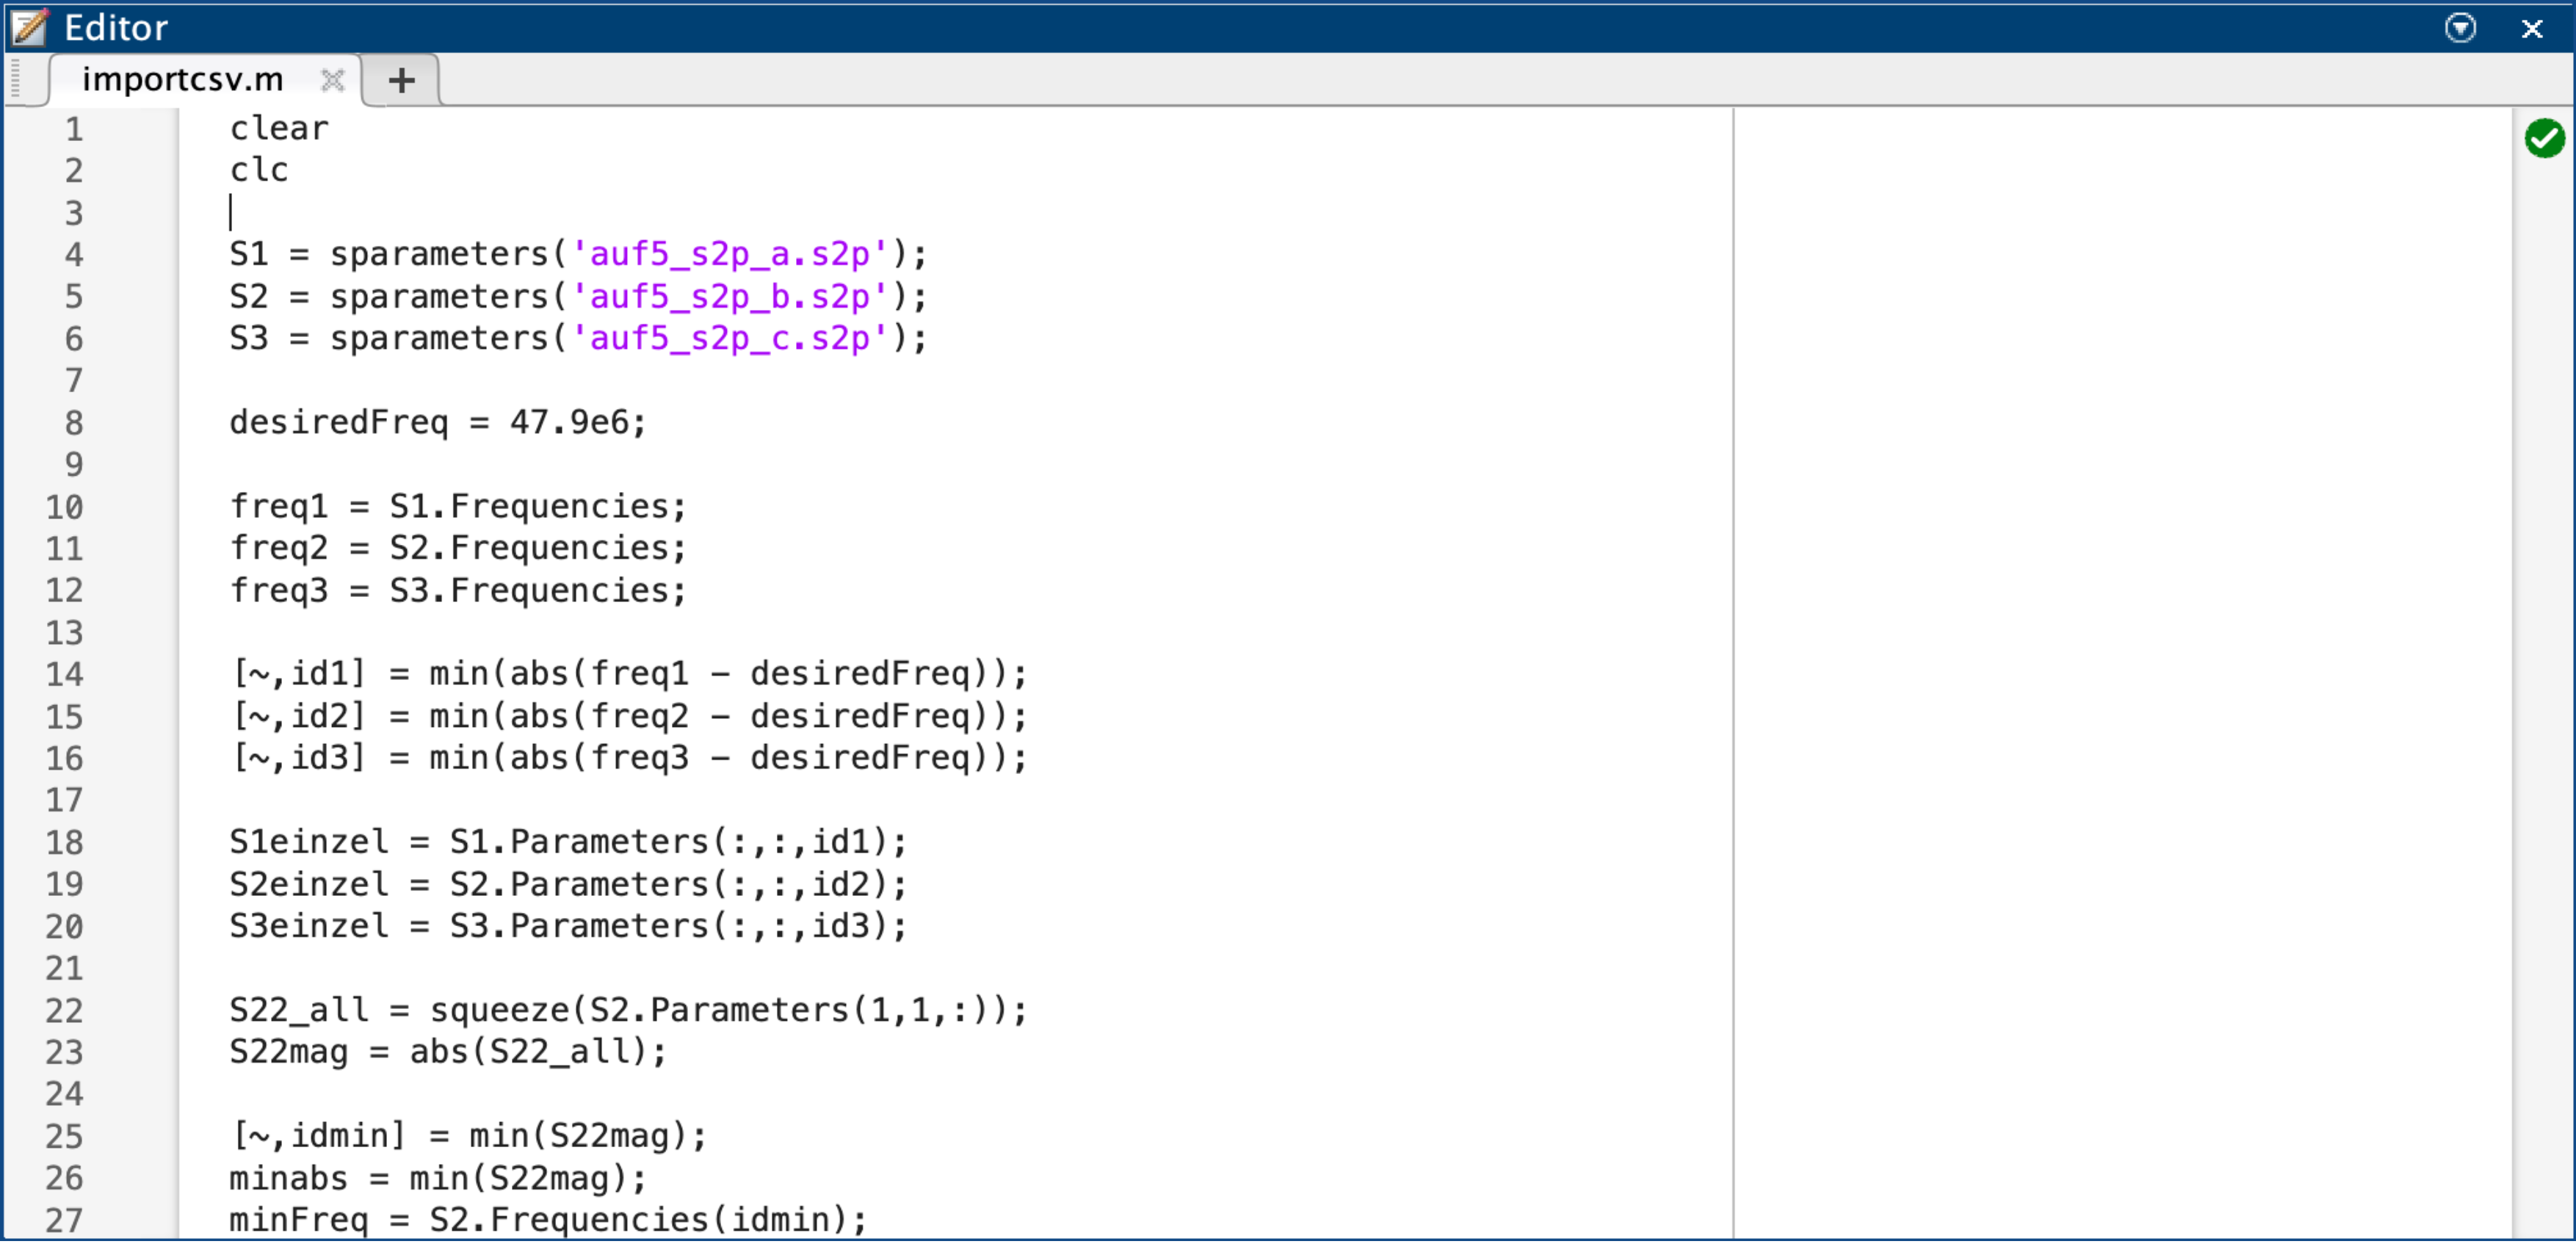 Editor
importcsv.m
1 clear
2 clc
3
4 S1 = sparameters('auf5_s2p_a.s2p');
5 S2 = sparameters('auf5_s2p_b.s2p');
6 S3 = sparameters('auf5_s2p_c.s2p');
7
8 desiredFreq = 47.9e6;
9
10 freq1 = S1.Frequencies;
11 freq2 = S2.Frequencies;
12 freq3 = S3.Frequencies;
13
14 [~,id1] = min(abs(freq1 - desiredFreq));
15 [~,id2] = min(abs(freq2 - desiredFreq));
16 [~,id3] = min(abs(freq3 - desiredFreq));
17
18 S1einzel = S1.Parameters(:,:,id1);
19 S2einzel = S2.Parameters(:,:,id2);
20 S3einzel = S3.Parameters(:,:,id3);
21
22 S22_all = squeeze(S2.Parameters(1,1,:));
23 S22mag = abs(S22_all);
24
25 [~,idmin] = min(S22mag);
26 minabs = min(S22mag);
27 minFreq = S2.Frequencies(idmin);